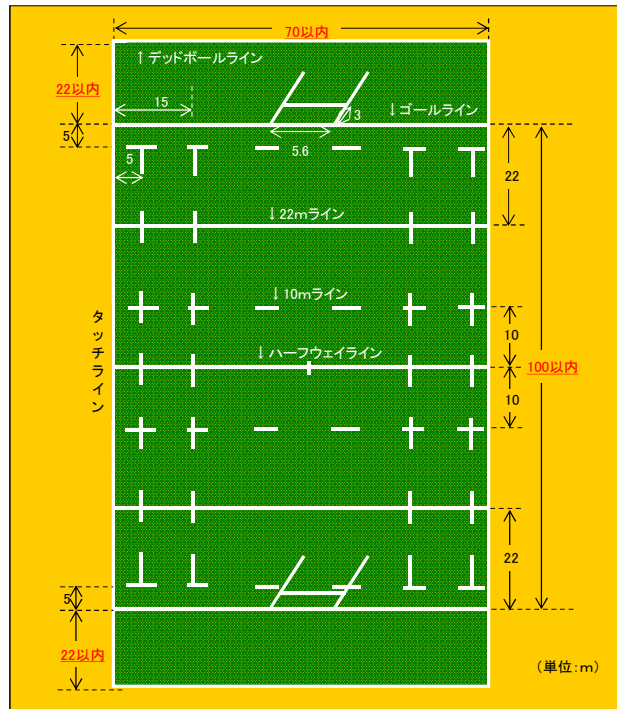 70以内
↑デッドボールライン
22以内
15
3
↓ゴールライン
5
5.6
5
22
↓22mライン
↓10mライン
タッチライン
10
↓ハーフウェイライン
100以内
10
22
5
22以内
(単位:m)